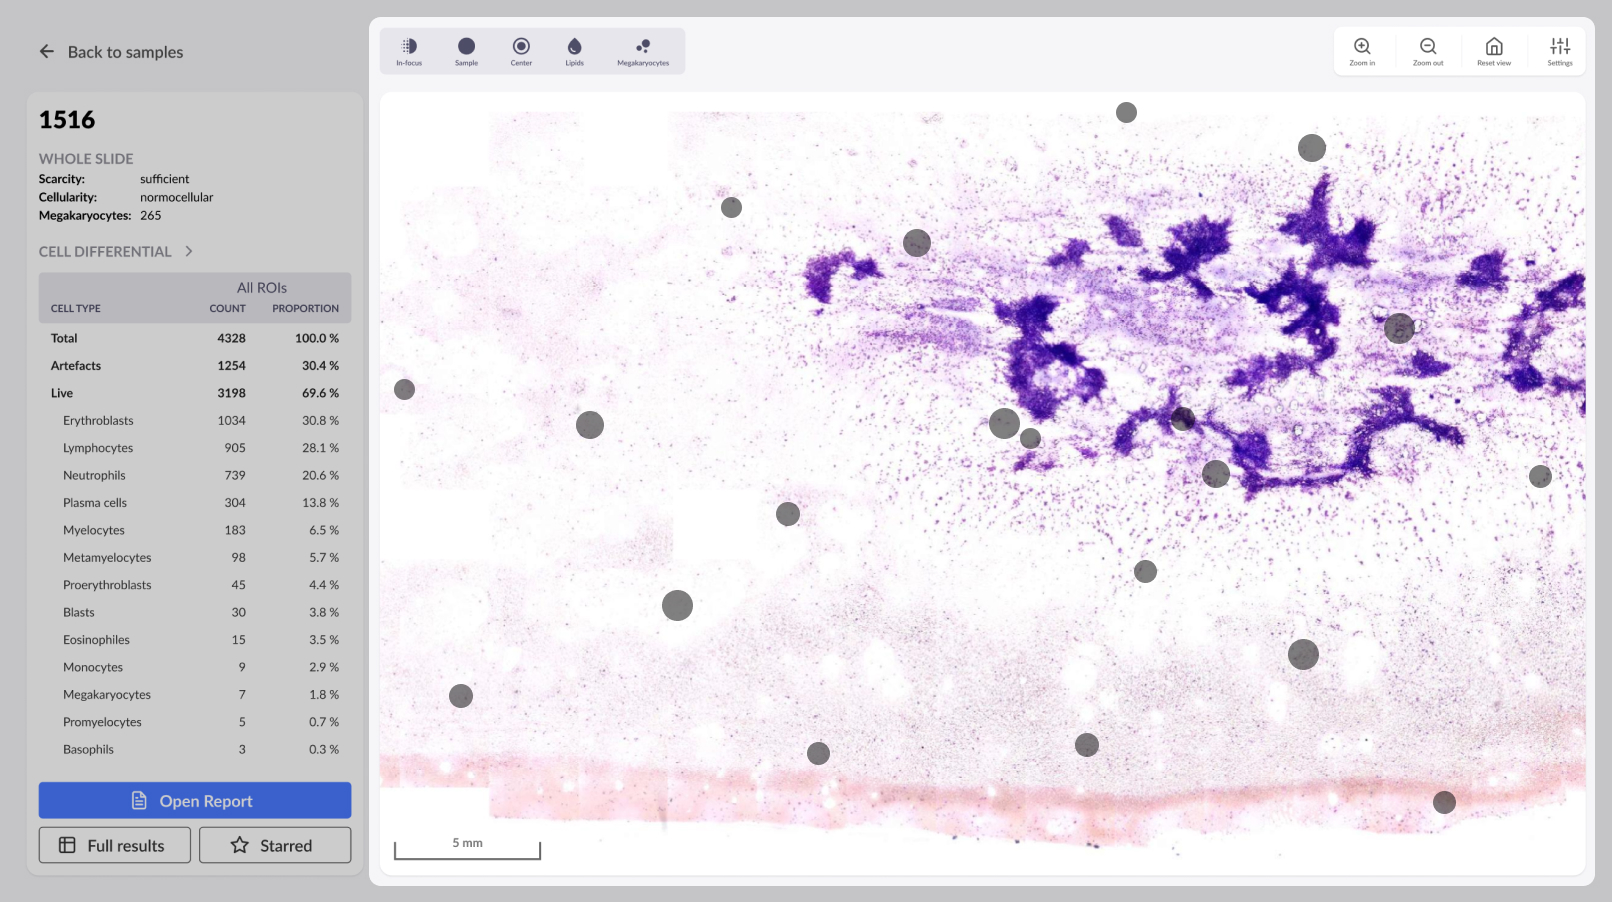 Back to samples
1516
WHOLE SLIDE
Scarcity: sufficient
Cellularity: normocellular
Megakaryocytes: 265
CELL DIFFERENTIAL
All ROIs
CELL TYPE COUNT PROPORTION
Total 4328 100.0 %
Artefacts 1254 30.4 %
Live 3198 69.6 %
Erythroblasts 1034 30.8 %
Lymphocytes 905 28.1 %
Neutrophils 739 20.6 %
Plasma cells 304 13.8 %
Myelocytes 183 6.5 %
Metamyelocytes 98 5.7 %
Proerythroblasts 45 4.4 %
Blasts 30 3.8 %
Eosinophiles 15 3.5 %
Monocytes 9 2.9 %
Megakaryocytes 7 1.8 %
Promyelocytes 5 0.7 %
Basophils 3 0.3 %
Open Report
Full results Starred
In-focus Sample Center Lipids Megakaryocytes
Zoom in Zoom out Reset view Settings
5 mm